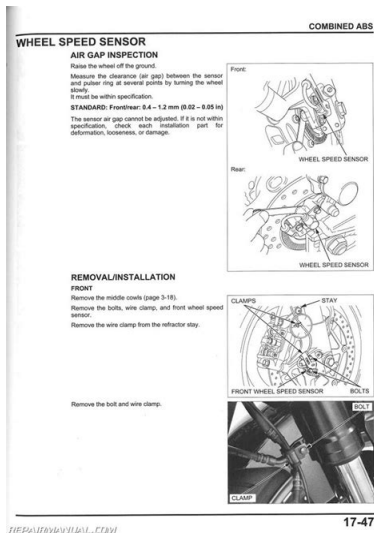 COMBINED ABS
WHEEL SPEED SENSOR
AIR GAP INSPECTION
Raise the wheel off the ground.
Measure the clearance (air gap) between the sensor
and pulser ring at several points by turning the wheel
slowly.
It must be within specification.
STANDARD: Front/rear: 0.4 – 1.2 mm (0.02 – 0.05 in)
The sensor air gap cannot be adjusted. If it is not within
specification, check each installation part for
deformation, looseness, or damage.
Front:
WHEEL SPEED SENSOR
Rear:
WHEEL SPEED SENSOR
REMOVAL/INSTALLATION
FRONT
Remove the middle cowls (page 3-18).
Remove the bolts, wire clamp, and front wheel speed
sensor.
Remove the wire clamp from the refractor stay.
CLAMPS
STAY
FRONT WHEEL SPEED SENSOR
BOLTS
Remove the bolt and wire clamp.
BOLT
CLAMP
17-47
REPAIRMANUAL.COM